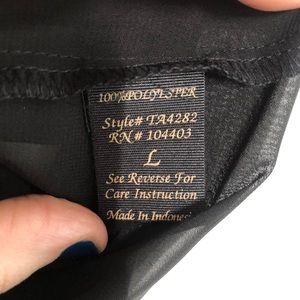 100%POLYESTER
Style# TA4282
RN # 104403
L
See Reverse For
Care Instruction
Made In Indonesi